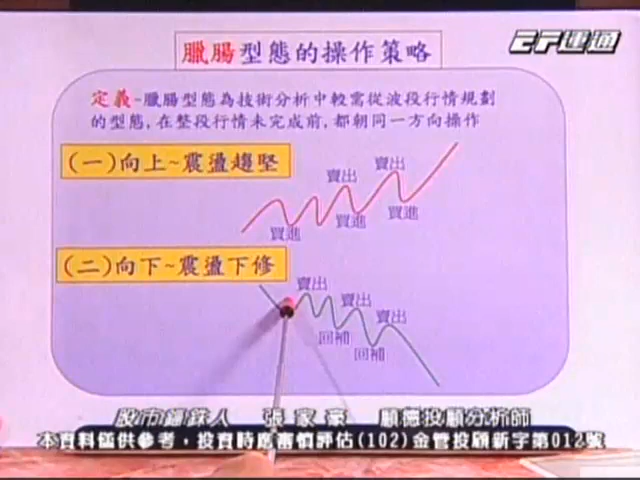 運通
臘腸型態的操作策略
定義~臘腸型態為技術分析中較需從波段行情規劃
的型態,在整段行情未完成前,都朝同一方向操作
(一)向上~震盪趨堅
賣出
賣出
買進
買進
買進
(二)向下~震盪下修
賣出
賣出
賣出
回補
回補
股市鐵人 張家豪 顧德投顧分析師
本資料僅供參考,投資時應審慎評估(102)金管投顧新字第012號